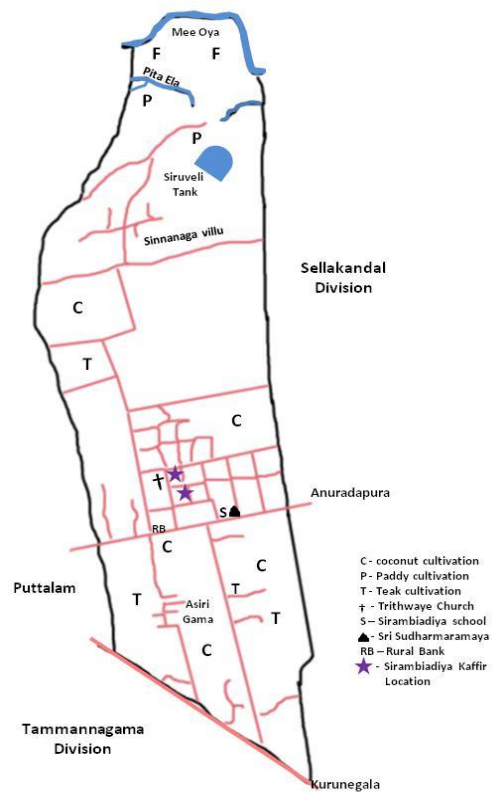 Mee Oya
F F
Pita Ela
P
P
Siruveli
Tank
Sinnanaga villu
Sellakandal
Division
C
T
C
†
Anuradapura
S
RB
C
C
Puttalam
T
T
Asiri
Gama
T
C
C - coconut cultivation
P - Paddy cultivation
T - Teak cultivation
† - Trithwaye Church
S – Sirambiadiya school
- Sri Sudharmaramaya
RB – Rural Bank
- Sirambiadiya Kaffir
Location
Tammannagama
Division
Kurunegala